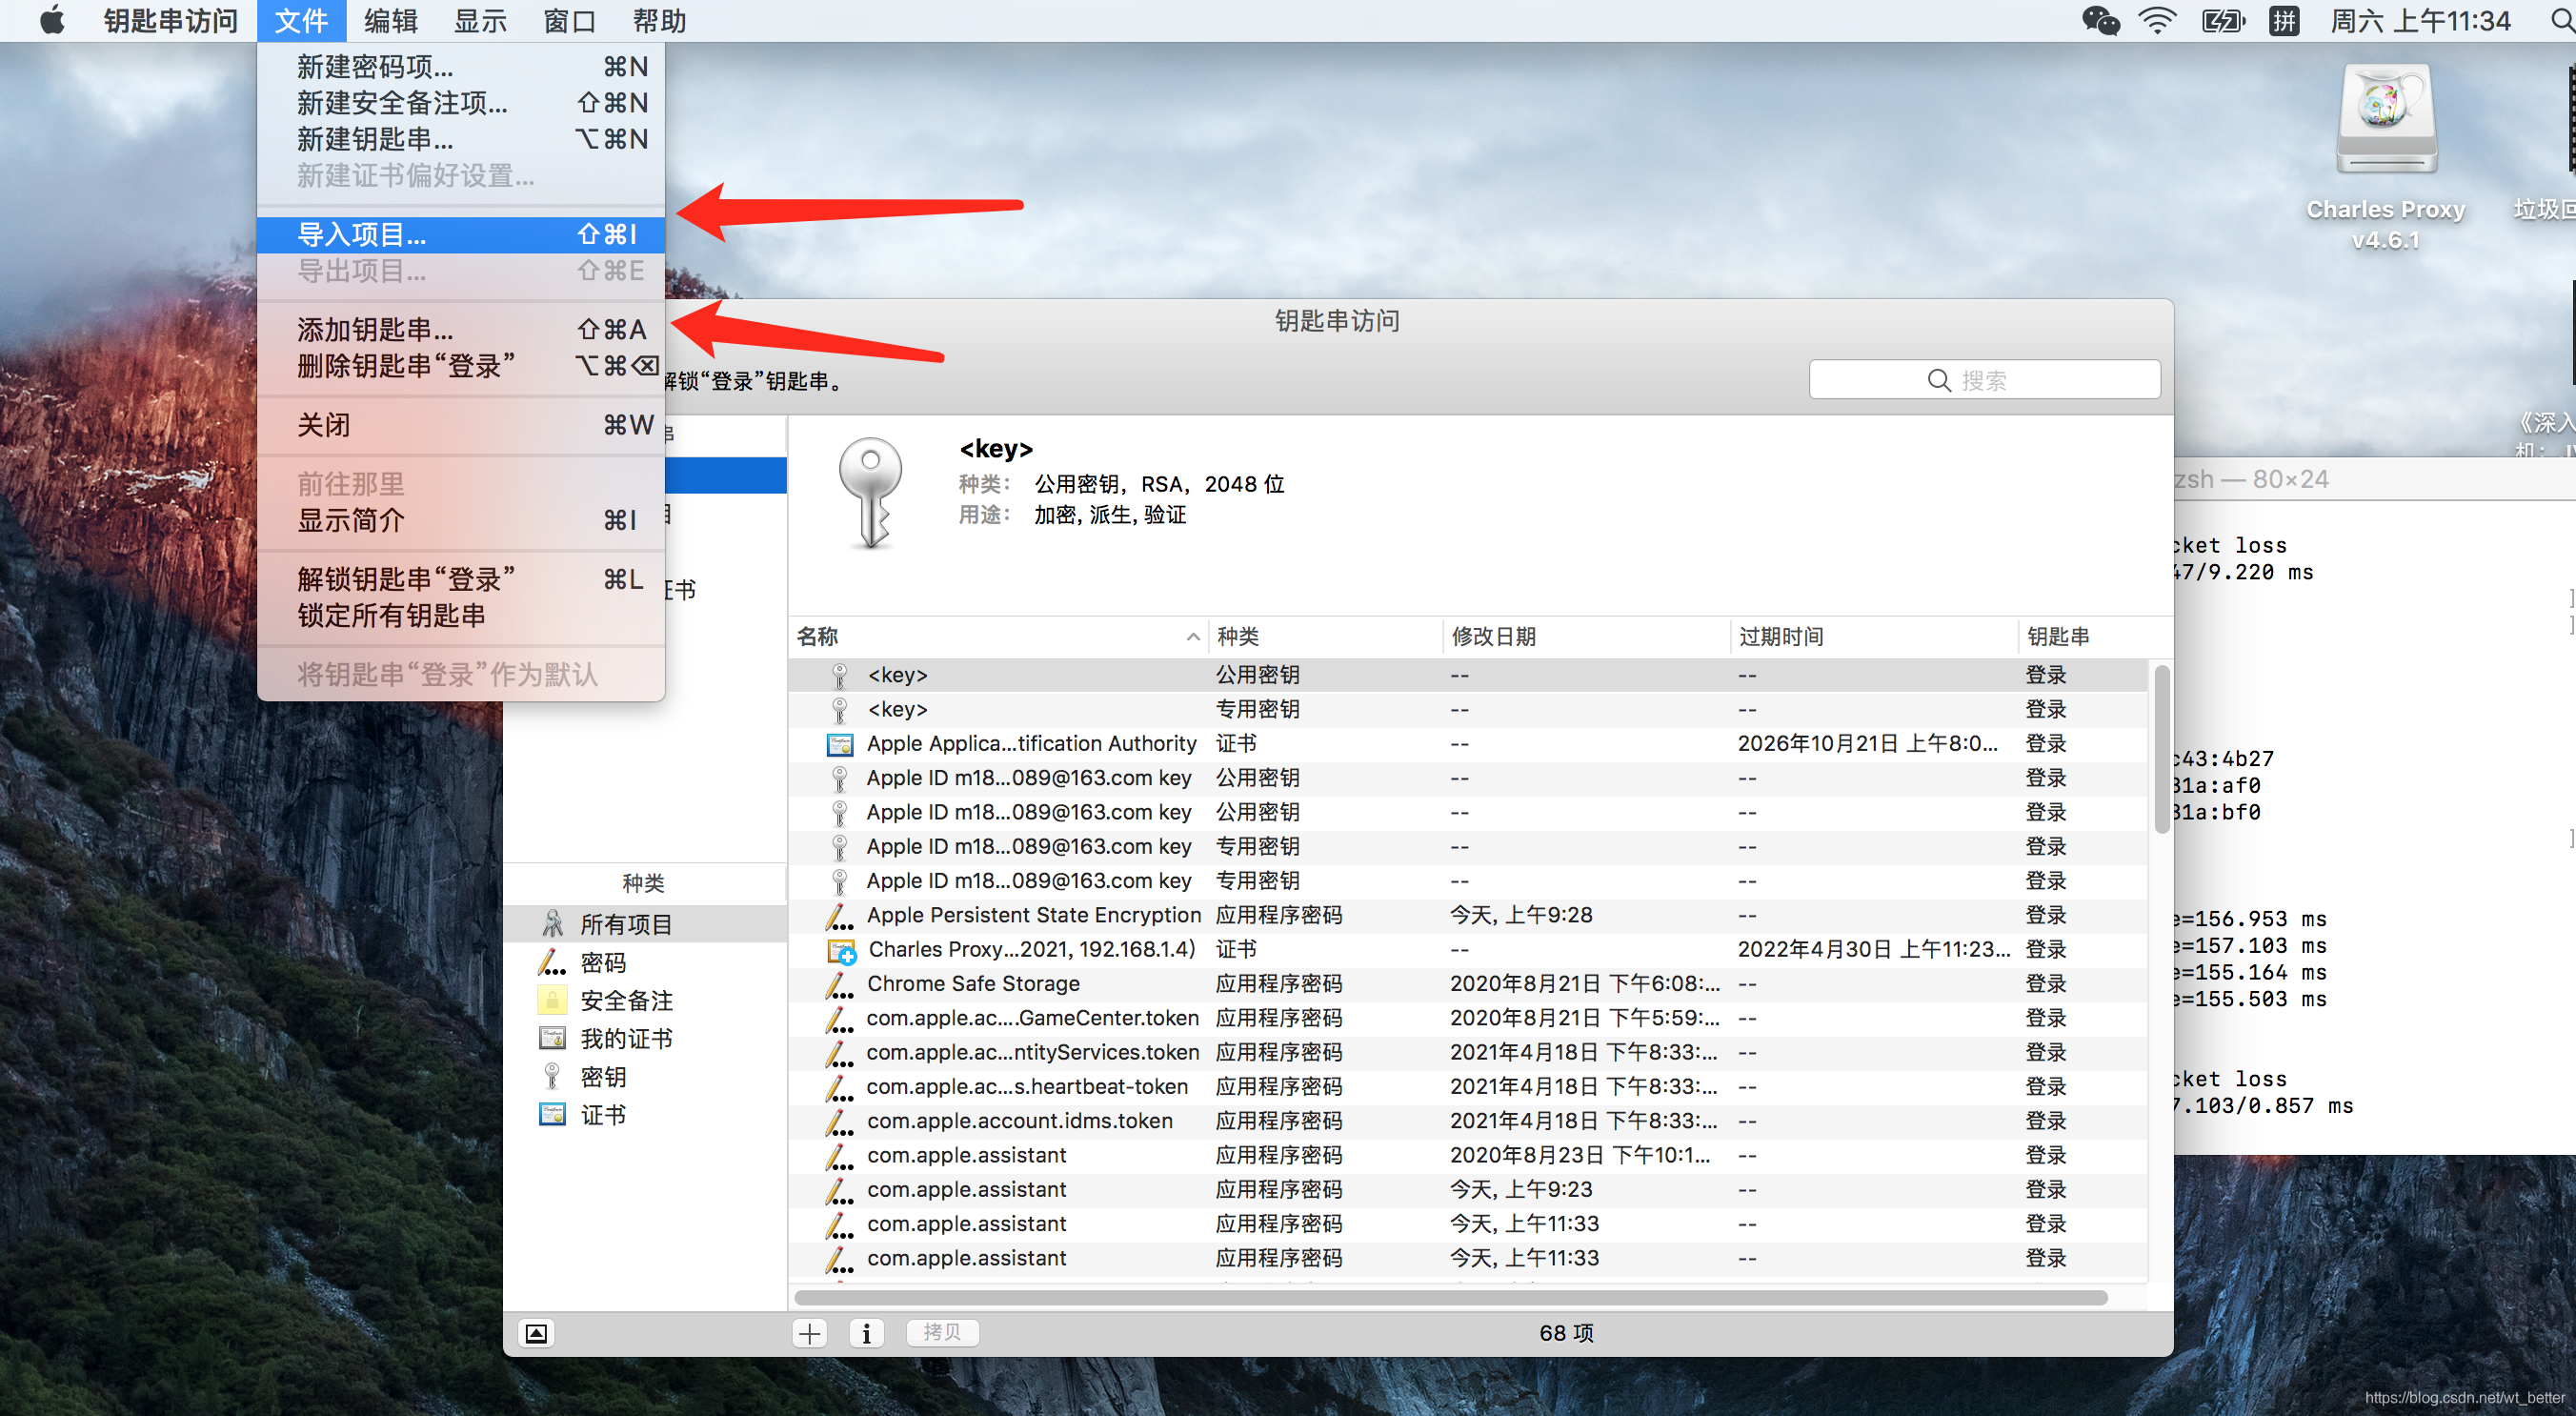 钥匙串访问 文件 编辑 显示 窗口 帮助 拼 周六 上午11:34
新建密码项... ⌘N
新建安全备注项... ⇧⌘N
新建钥匙串... ⌥⌘N
新建证书偏好设置...
导入项目... ⇧⌘I
导出项目... ⇧⌘E
添加钥匙串... ⇧⌘A
删除钥匙串“登录” ⌥⌘⌫
关闭 ⌘W
前往那里
显示简介 ⌘I
解锁钥匙串“登录” ⌘L
锁定所有钥匙串
将钥匙串“登录”作为默认
Charles Proxy
v4.6.1
垃圾回
《深入
机：
钥匙串访问
解锁“登录”钥匙串。
搜索
证书
<key>
种类： 公用密钥，RSA，2048 位
用途： 加密, 派生, 验证
名称 种类 修改日期 过期时间 钥匙串
<key> 公用密钥 -- -- 登录
<key> 专用密钥 -- -- 登录
Apple Applica...tification Authority 证书 -- 2026年10月21日 上午8:0... 登录
Apple ID m18...089@163.com key 公用密钥 -- -- 登录
Apple ID m18...089@163.com key 公用密钥 -- -- 登录
Apple ID m18...089@163.com key 专用密钥 -- -- 登录
Apple ID m18...089@163.com key 专用密钥 -- -- 登录
Apple Persistent State Encryption 应用程序密码 今天, 上午9:28 -- 登录
Charles Proxy...2021, 192.168.1.4) 证书 -- 2022年4月30日 上午11:23... 登录
Chrome Safe Storage 应用程序密码 2020年8月21日 下午6:08:... -- 登录
com.apple.ac....GameCenter.token 应用程序密码 2020年8月21日 下午5:59:... -- 登录
com.apple.ac...ntityServices.token 应用程序密码 2021年4月18日 下午8:33:... -- 登录
com.apple.ac...s.heartbeat-token 应用程序密码 2021年4月18日 下午8:33:... -- 登录
com.apple.account.idms.token 应用程序密码 2021年4月18日 下午8:33:... -- 登录
com.apple.assistant 应用程序密码 2020年8月23日 下午10:1... -- 登录
com.apple.assistant 应用程序密码 今天, 上午9:23 -- 登录
com.apple.assistant 应用程序密码 今天, 上午11:33 -- 登录
com.apple.assistant 应用程序密码 今天, 上午11:33 -- 登录
种类
所有项目
密码
安全备注
我的证书
密钥
证书
拷贝
68 项
zsh — 80×24
cket loss
47/9.220 ms
]
]
c43:4b27
31a:af0
31a:bf0
]
e=156.953 ms
e=157.103 ms
e=155.164 ms
e=155.503 ms
cket loss
7.103/0.857 ms
https://blog.csdn.net/wt_better